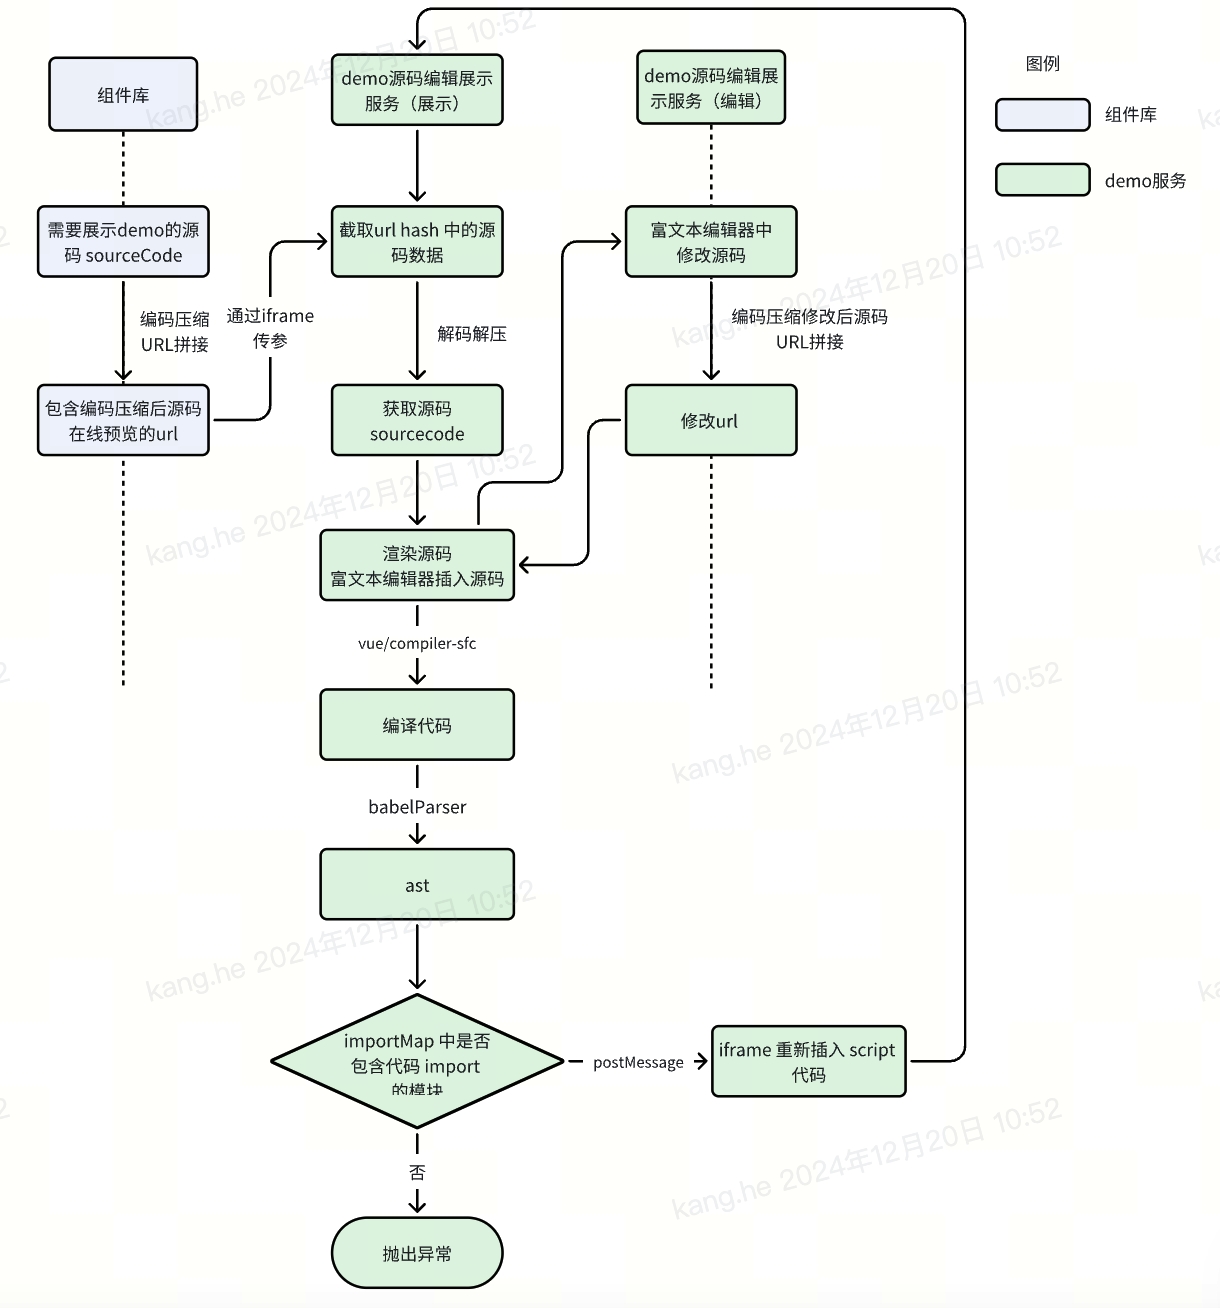 组件库
demo源码编辑展示
服务（展示）
demo源码编辑展
示服务（编辑）
图例
组件库
demo服务
需要展示demo的源
码 sourceCode
截取url hash 中的源
码数据
富文本编辑器中
修改源码
编码压缩
URL拼接
通过iframe
传参
解码解压
编码压缩修改后源码
URL拼接
包含编码压缩后源码
在线预览的url
获取源码
sourcecode
修改url
渲染源码
富文本编辑器插入源码
vue/compiler-sfc
编译代码
babelParser
ast
importMap 中是否
包含代码 import
的模块
postMessage
iframe 重新插入 script
代码
否
抛出异常
kang.he 2024年12月20日 10:52
kang.he 2024年12月20日 10:52
kang.he 2024年12月20日 10:52
kang.he 2024年12月20日 10:52
kang.he 2024年12月20日 10:52
kang.he 2024年12月20日 10:52